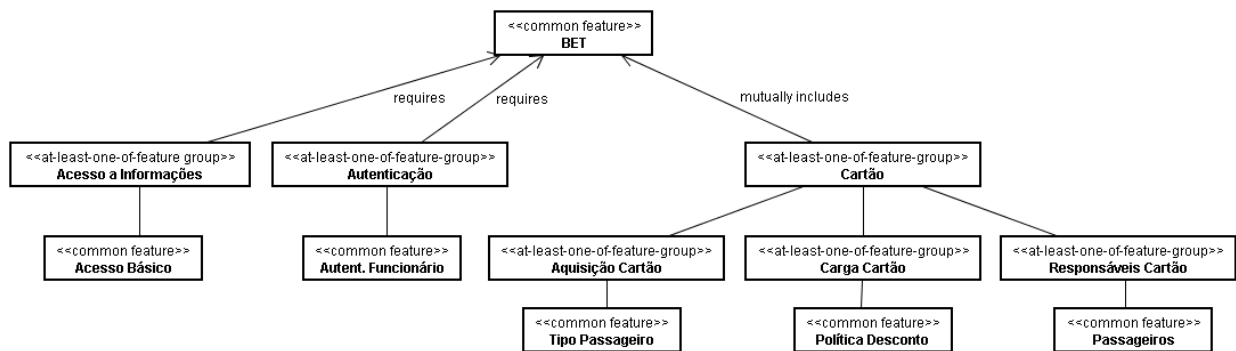 <<common feature>>
BET
requires
requires
mutually includes
<<at-least-one-of-feature group>>
Acesso a Informações
<<at-least-one-of-feature-group>>
Autenticação
<<at-least-one-of-feature-group>>
Cartão
<<common feature>>
Acesso Básico
<<common feature>>
Autent. Funcionário
<<at-least-one-of-feature-group>>
Aquisição Cartão
<<at-least-one-of-feature-group>>
Carga Cartão
<<at-least-one-of-feature-group>>
Responsáveis Cartão
<<common feature>>
Tipo Passageiro
<<common feature>>
Política Desconto
<<common feature>>
Passageiros